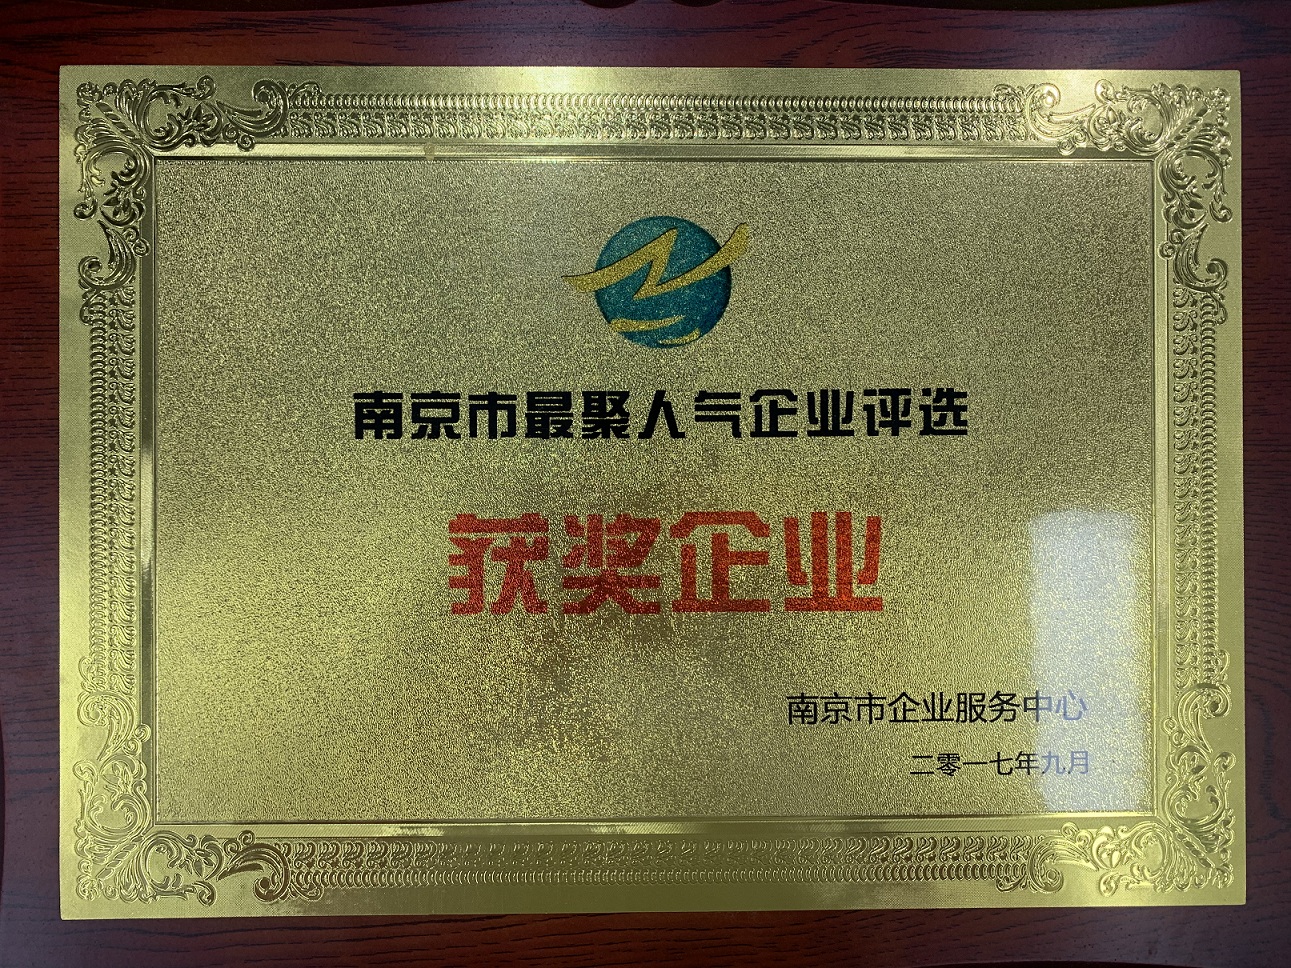 南京市最聚人气企业评选
获奖企业
南京市企业服务中心
二零一七年九月